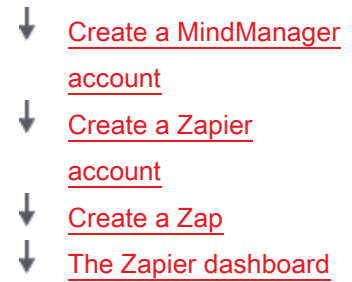 Create a MindManager
account
Create a Zapier
account
Create a Zap
The Zapier dashboard